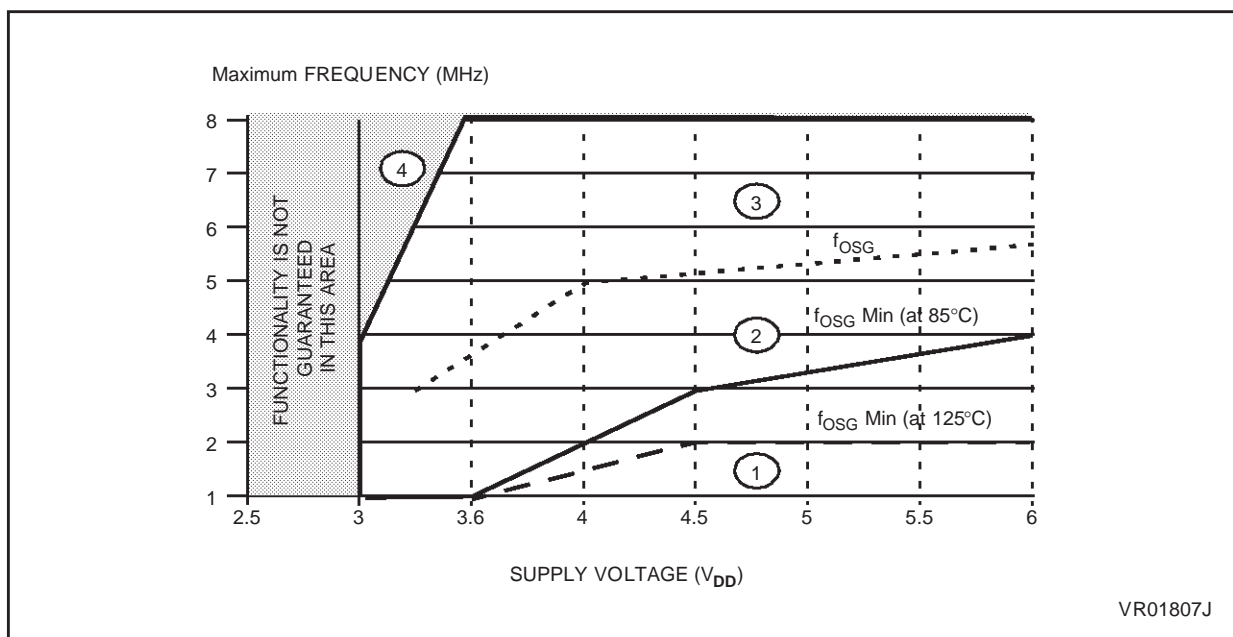 Maximum FREQUENCY (MHz)
8
7
6
5
4
3
2
1
FUNCTIONALITY IS NOT
GUARANTEED
IN THIS AREA
4
3
fOSG
2
fOSG Min (at 85°C)
fOSG Min (at 125°C)
1
2.5 3 3.6 4 4.5 5 5.5 6
SUPPLY VOLTAGE (VDD)
VR01807J